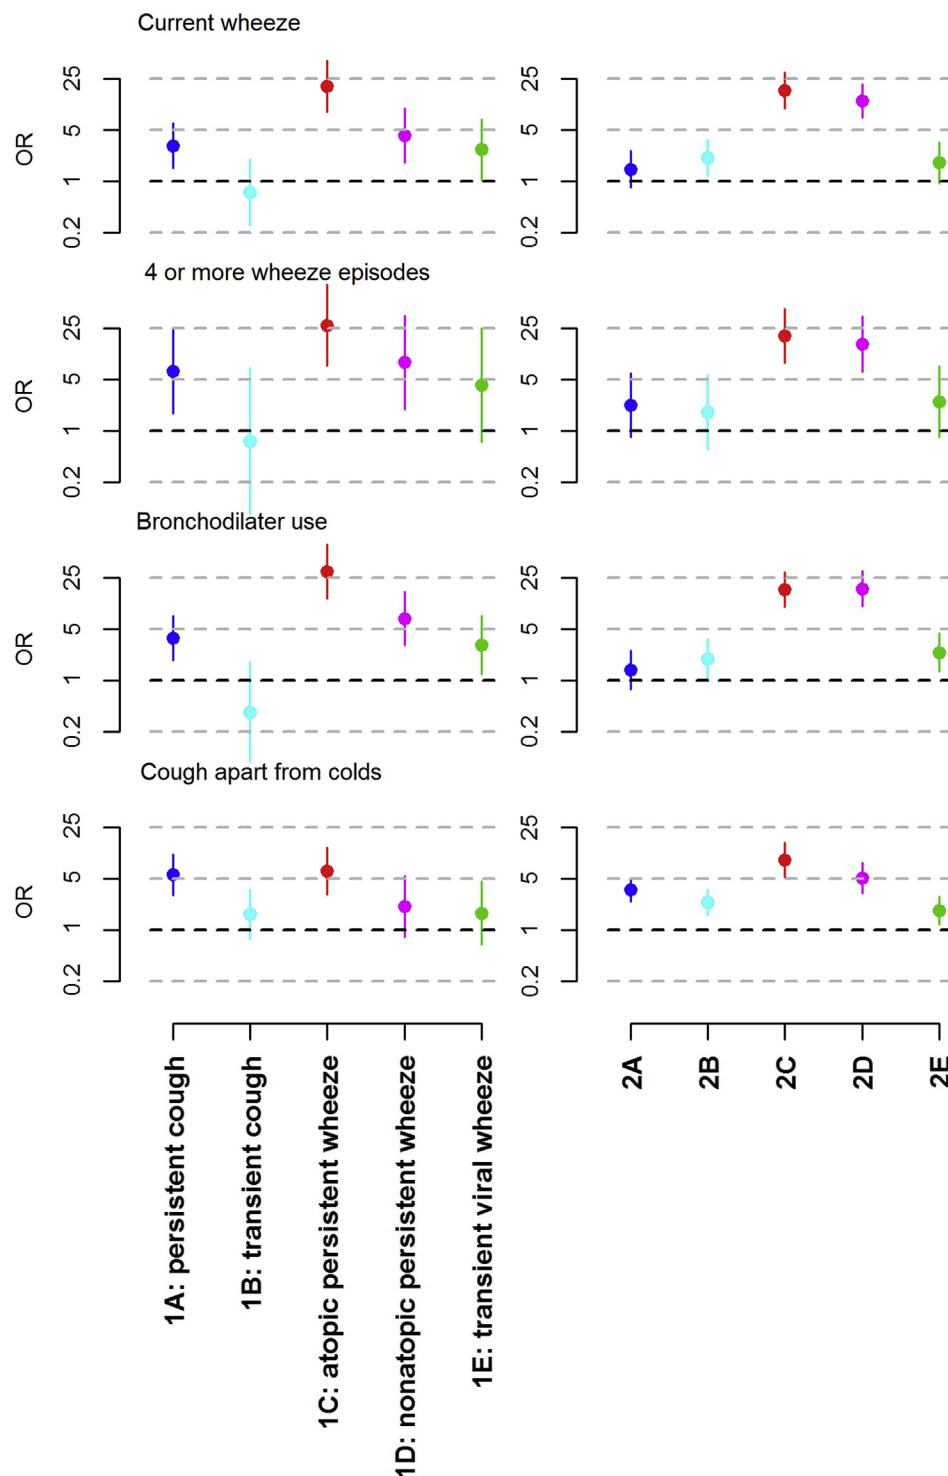 Current wheeze
OR
25
5
1
0.2
4 or more wheeze episodes
OR
25
5
1
0.2
Bronchodilater use
OR
25
5
1
0.2
Cough apart from colds
OR
25
5
1
0.2
1A: persistent cough
1B: transient cough
1C: atopic persistent wheeze
1D: nonatopic persistent wheeze
1E: transient viral wheeze
25
5
1
0.2
25
5
1
0.2
25
5
1
0.2
25
5
1
0.2
2A
2B
2C
2D
2E